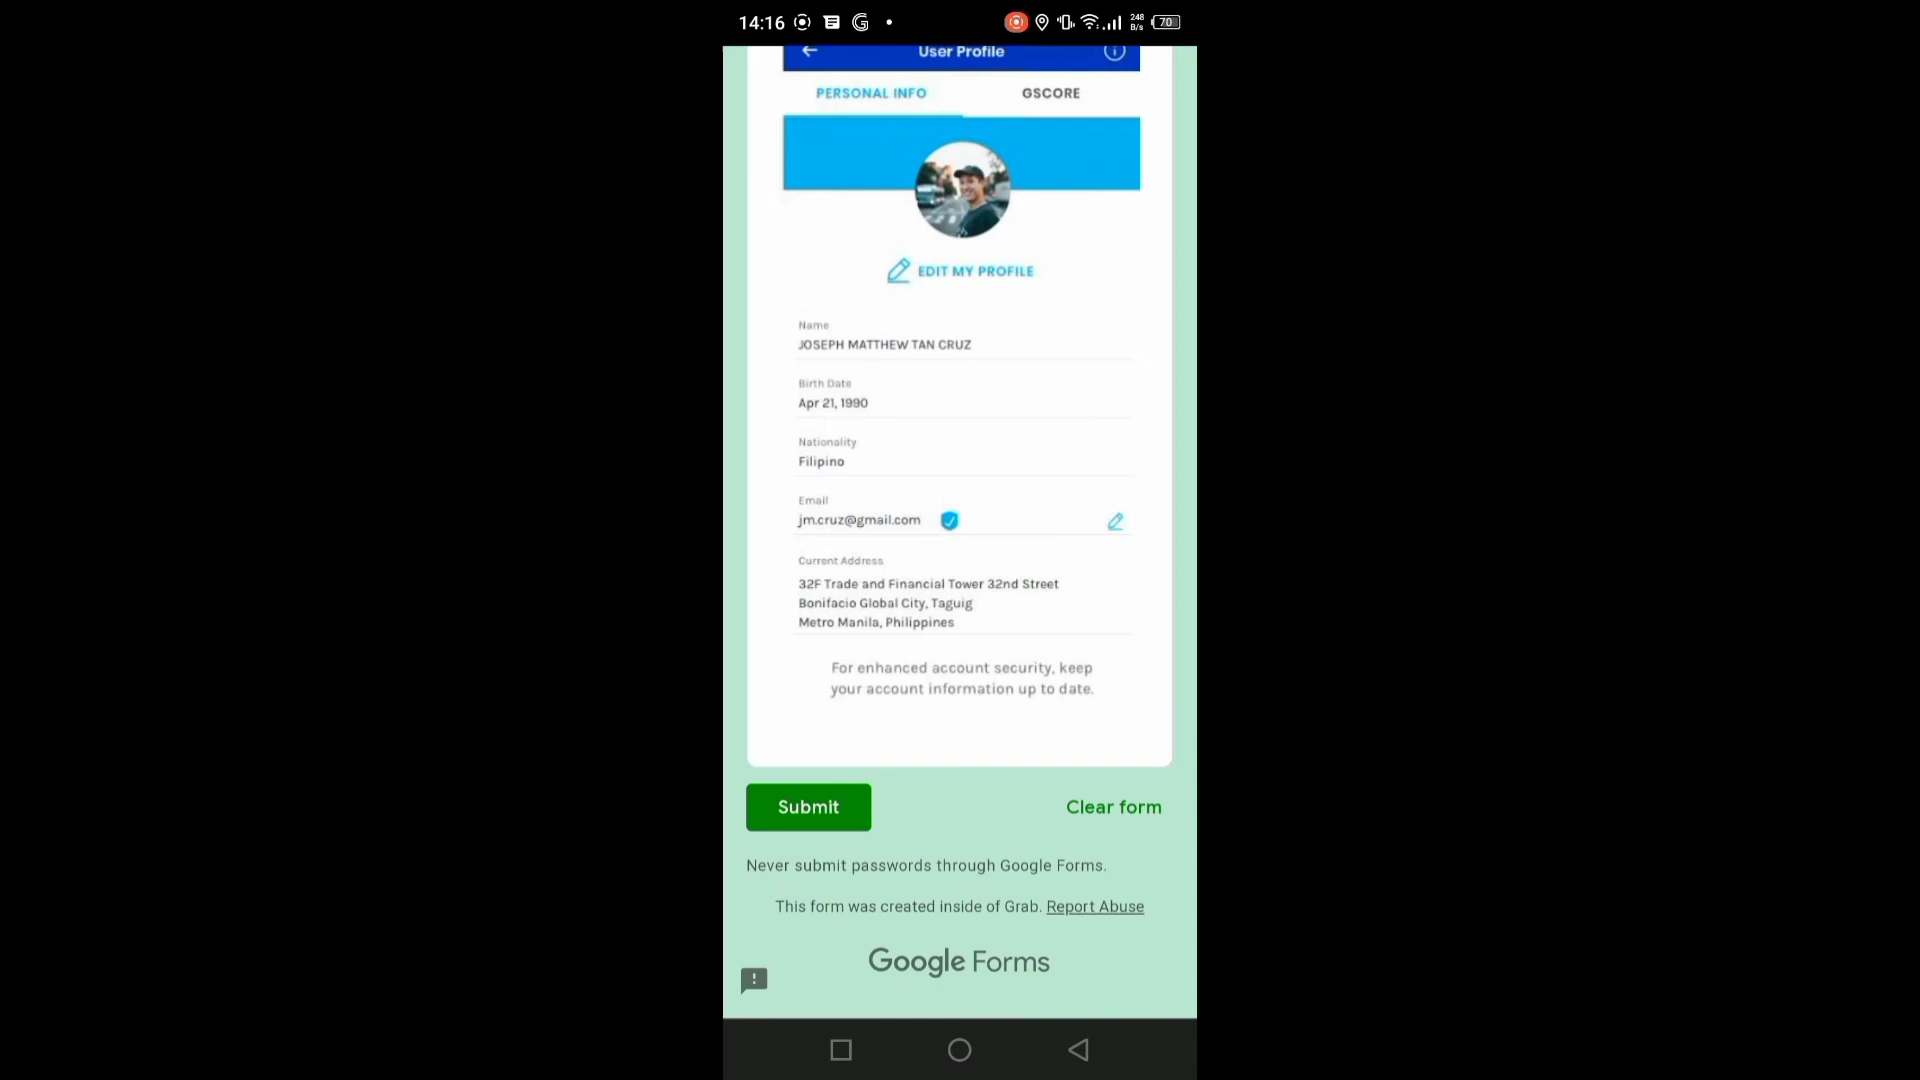 14:16
248
B/s
70
User Profile
PERSONAL INFO
GSCORE
EDIT MY PROFILE
Name
JOSEPH MATTHEW TAN CRUZ
Birth Date
Apr 21, 1990
Nationality
Filipino
Email
jm.cruz@gmail.com
Current Address
32F Trade and Financial Tower 32nd Street
Bonifacio Global City, Taguig
Metro Manila, Philippines
For enhanced account security, keep
your account information up to date.
Submit
Clear form
Never submit passwords through Google Forms.
This form was created inside of Grab. Report Abuse
Google Forms